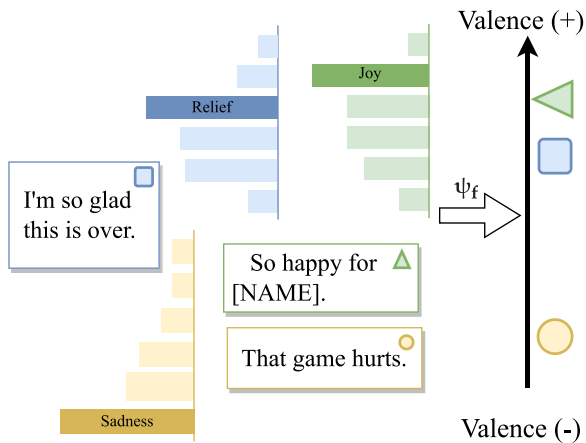 Valence (+)
Joy
Relief
I'm so glad
this is over.
ψf
So happy for
[NAME].
That game hurts.
Sadness
Valence (-)